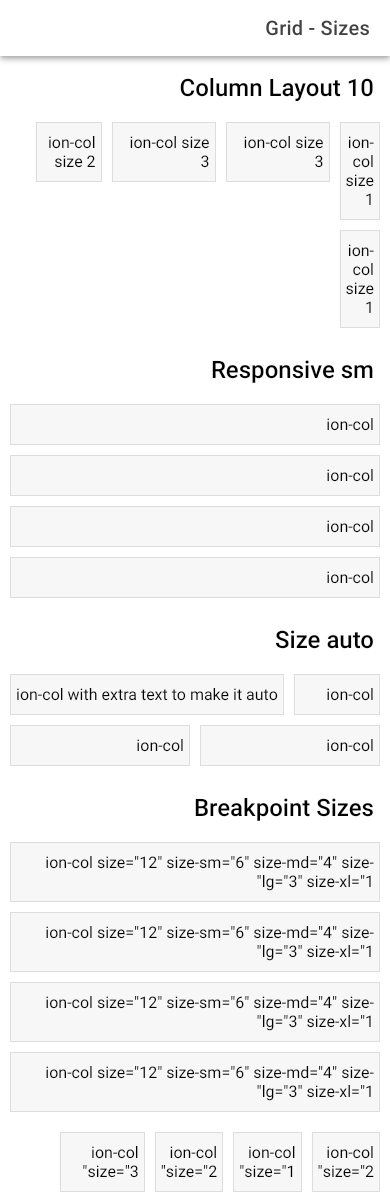 Grid - Sizes
Column Layout 10
ion-
col
size
1
ion-col size
3
ion-col size
3
ion-col
size 2
ion-
col
size
1
Responsive sm
ion-col
ion-col
ion-col
ion-col
Size auto
ion-col
ion-col with extra text to make it auto
ion-col
ion-col
Breakpoint Sizes
ion-col size="12" size-sm="6" size-md="4" size-
"lg="3" size-xl="1
ion-col size="12" size-sm="6" size-md="4" size-
"lg="3" size-xl="1
ion-col size="12" size-sm="6" size-md="4" size-
"lg="3" size-xl="1
ion-col size="12" size-sm="6" size-md="4" size-
"lg="3" size-xl="1
ion-col
"size="2
ion-col
"size="1
ion-col
"size="2
ion-col
"size="3